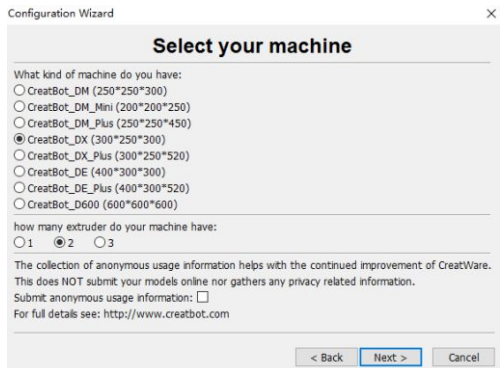 Configuration Wizard
Select your machine
What kind of machine do you have:
CreatBot_DM (250*250*300)
CreatBot_DM_Mini (200*200*250)
CreatBot_DM_Plus (250*250*450)
CreatBot_DX (300*250*300)
CreatBot_DX_Plus (300*250*520)
CreatBot_DE (400*300*300)
CreatBot_DE_Plus (400*300*520)
CreatBot_D600 (600*600*600)
how many extruder do your machine have:
1 2 3
The collection of anonymous usage information helps with the continued improvement of CreatWare.
This does NOT submit your models online nor gathers any privacy related information.
Submit anonymous usage information:
For full details see: http://www.creatbot.com
< Back Next > Cancel